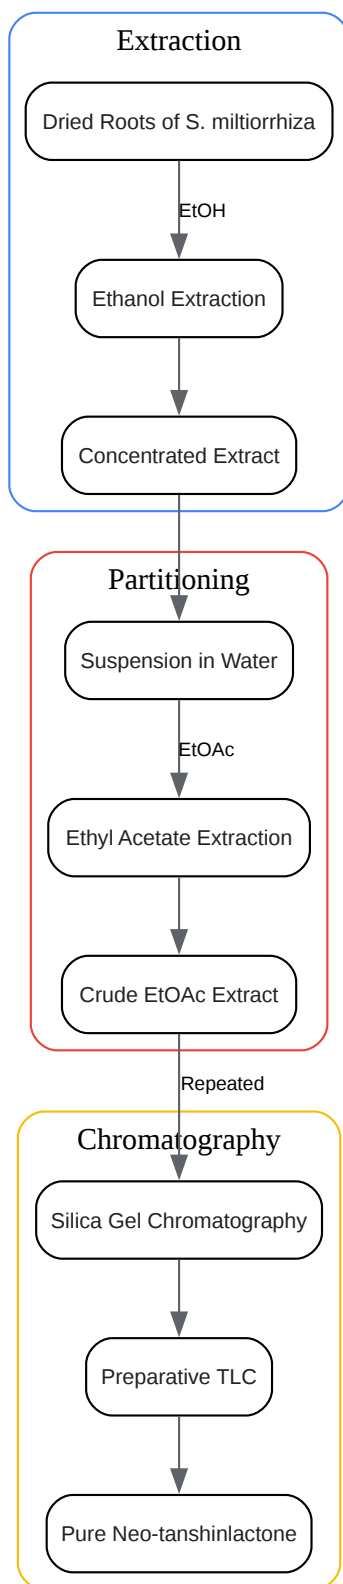 Extraction
Dried Roots of S. miltiorrhiza
EtOH
Ethanol Extraction
Concentrated Extract
Partitioning
Suspension in Water
EtOAc
Ethyl Acetate Extraction
Crude EtOAc Extract
Repeated
Chromatography
Silica Gel Chromatography
Preparative TLC
Pure Neo-tanshinlactone